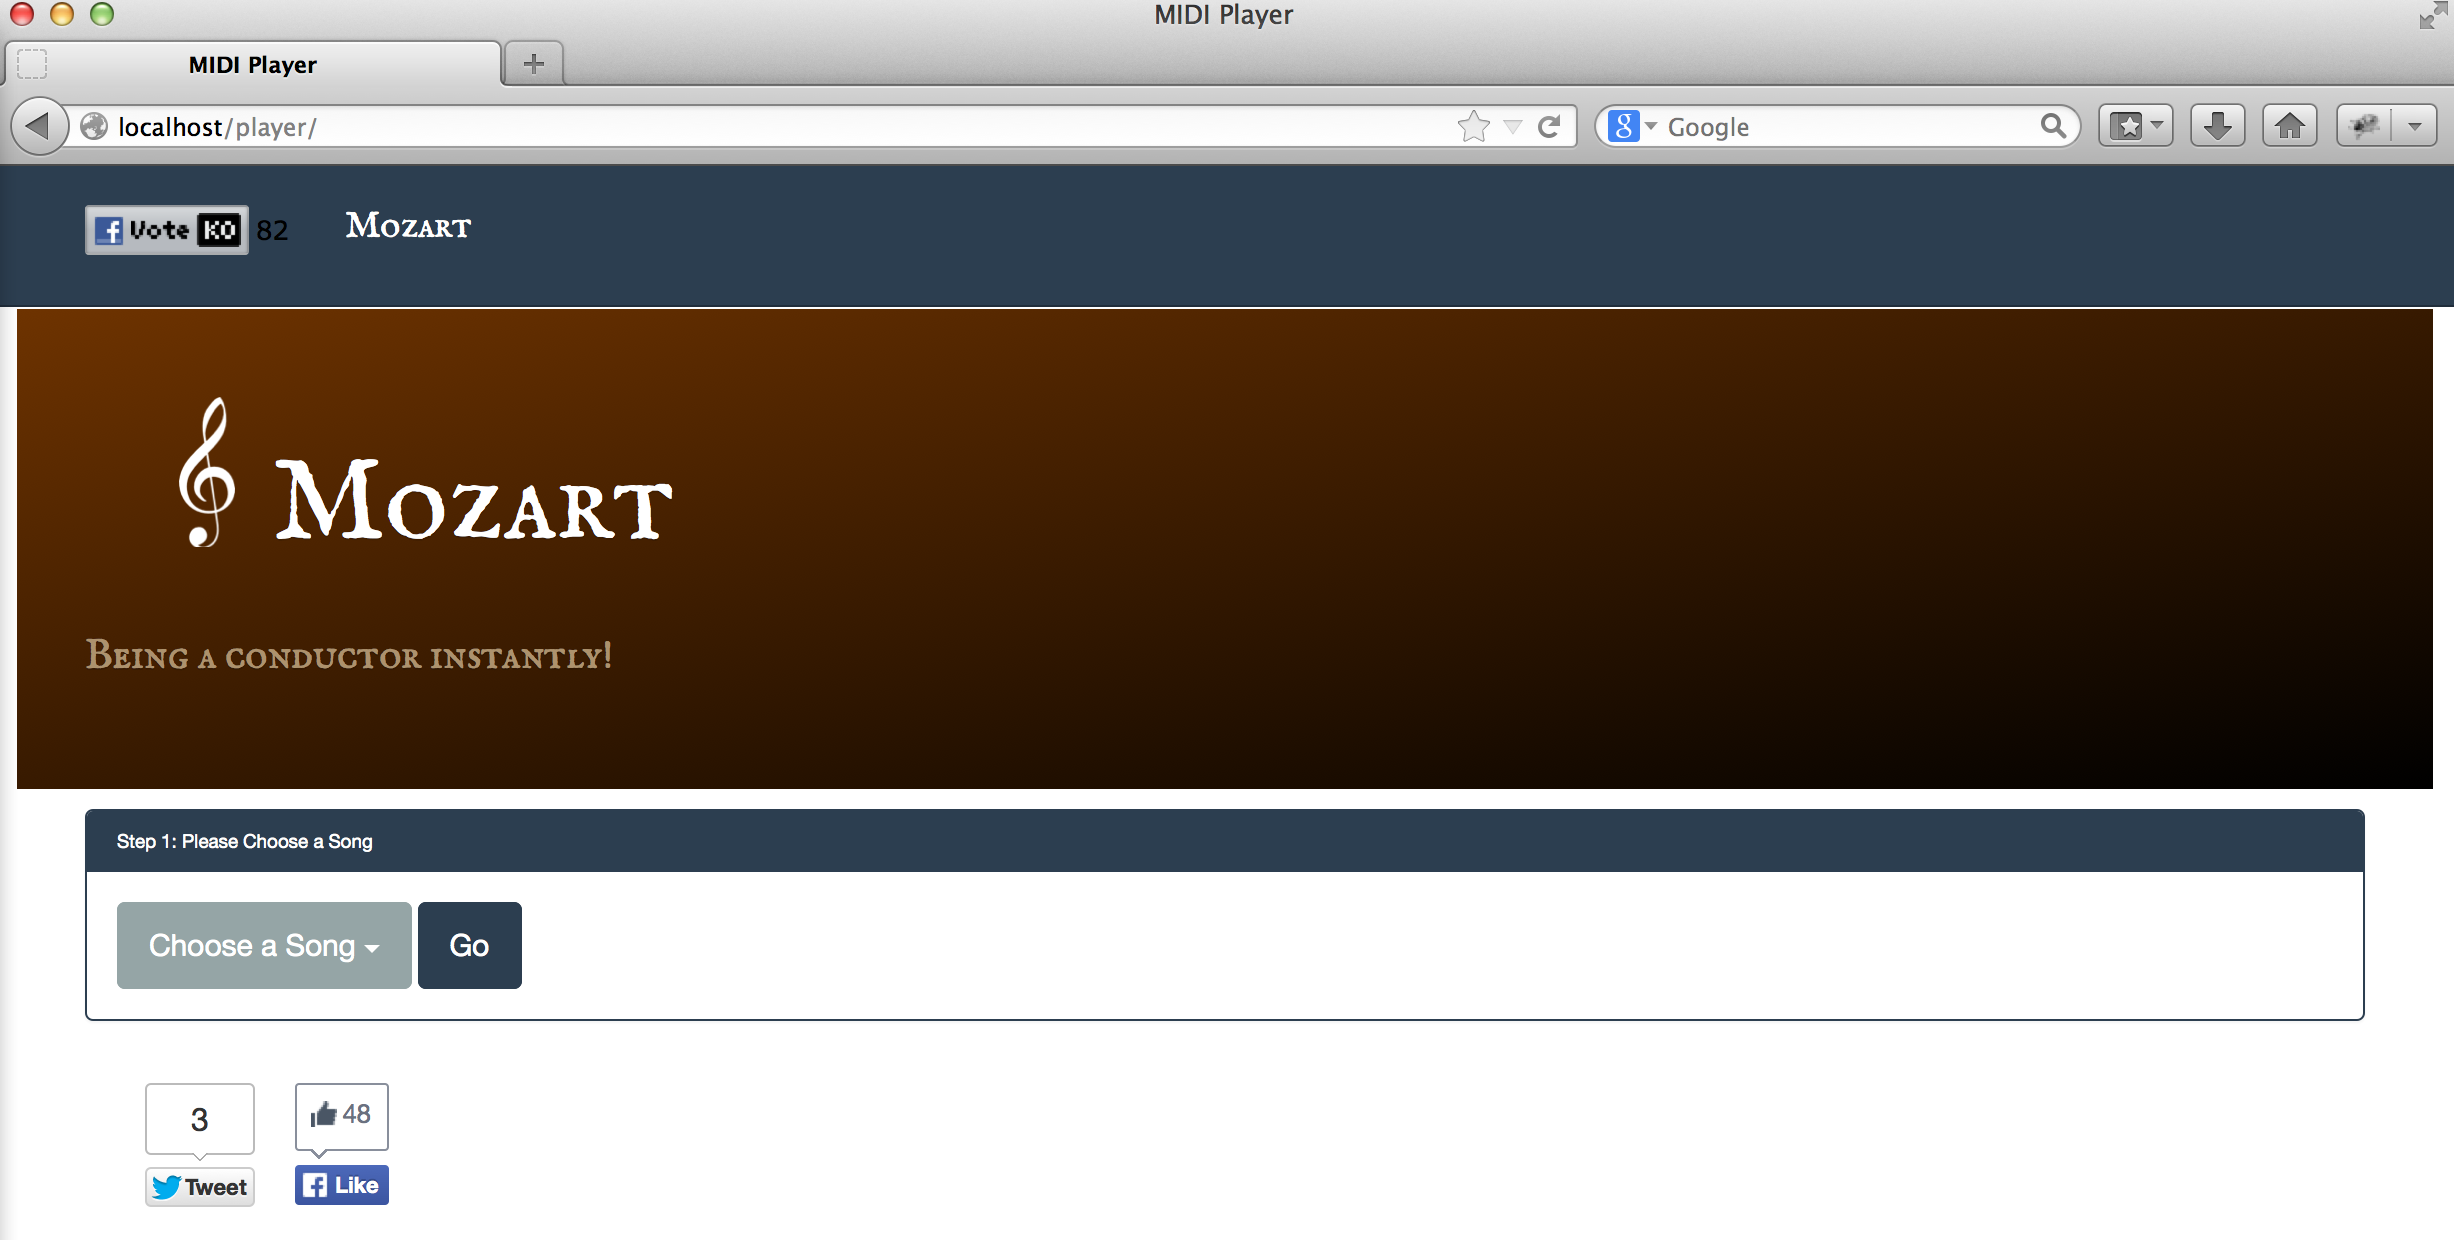 MIDI Player
MIDI Player
localhost/player/
Google
Vote KO 82
Mozart
Mozart
Being a conductor instantly!
Step 1: Please Choose a Song
Choose a Song
Go
3
48
Tweet
Like